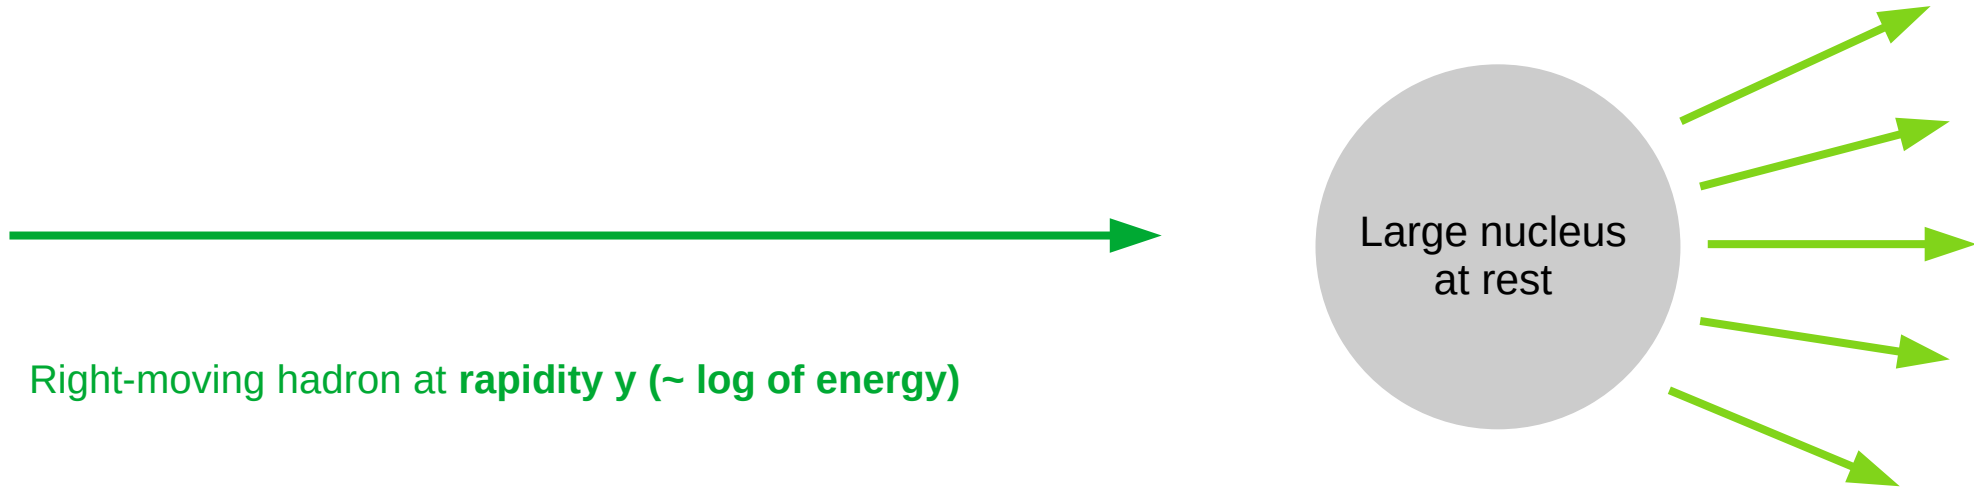 Large nucleus
at rest
Right-moving hadron at rapidity y (~ log of energy)